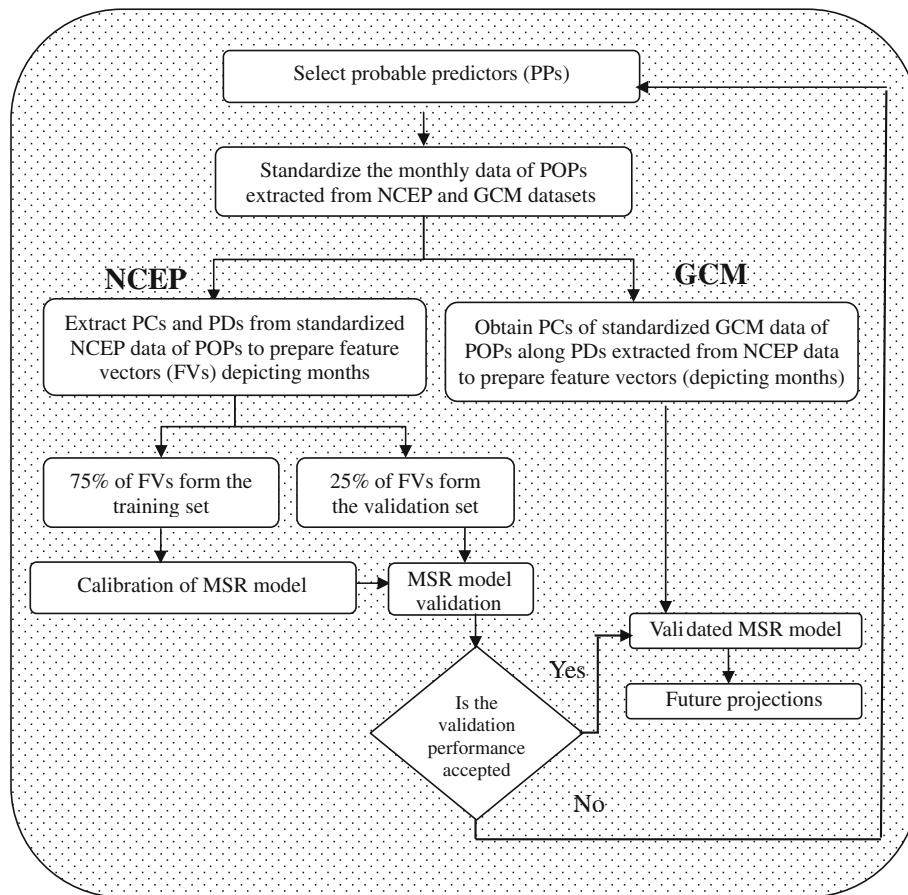 Select probable predictors (PPs)
Standardize the monthly data of POPs
extracted from NCEP and GCM datasets
NCEP
GCM
Extract PCs and PDs from standardized
NCEP data of POPs to prepare feature
vectors (FVs) depicting months
Obtain PCs of standardized GCM data of
POPs along PDs extracted from NCEP data
to prepare feature vectors (depicting months)
75% of FVs form the
training set
25% of FVs form
the validation set
Calibration of MSR model
MSR model
validation
Validated MSR model
Yes
Future projections
Is the
validation
performance
accepted
No